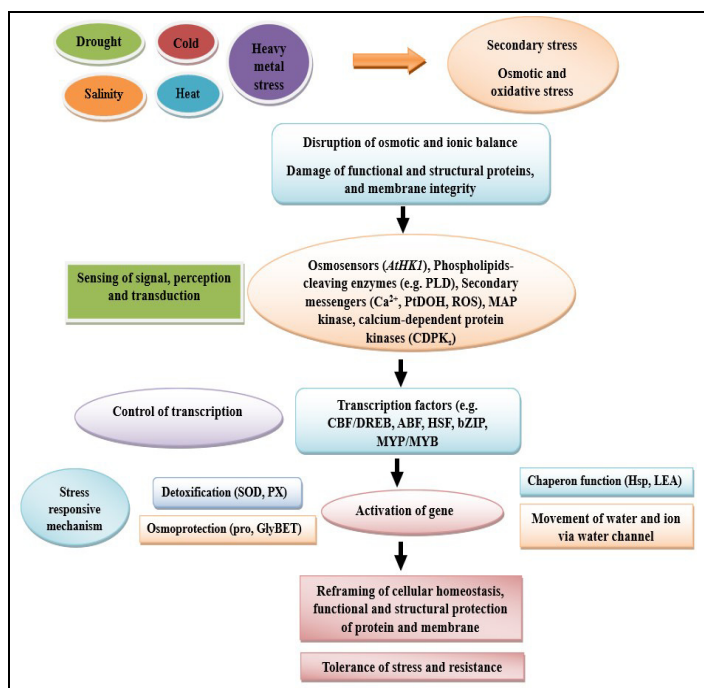 Drought
Cold
Heavy
metal
stress
Salinity
Heat
Secondary stress
Osmotic and
oxidative stress
Disruption of osmotic and ionic balance
Damage of functional and structural proteins,
and membrane integrity
Sensing of signal, perception
and transduction
Osmosensors (AtHK1), Phospholipids-
cleaving enzymes (e.g. PLD), Secondary
messengers (Ca²⁺, PtDOH, ROS), MAP
kinase, calcium-dependent protein
kinases (CDPKs)
Control of transcription
Transcription factors (e.g.
CBF/DREB, ABF, HSF, bZIP,
MYP/MYB
Stress
responsive
mechanism
Detoxification (SOD, PX)
Osmoprotection (pro, GlyBET)
Activation of gene
Chaperon function (Hsp, LEA)
Movement of water and ion
via water channel
Reframing of cellular homeostasis,
functional and structural protection
of protein and membrane
Tolerance of stress and resistance